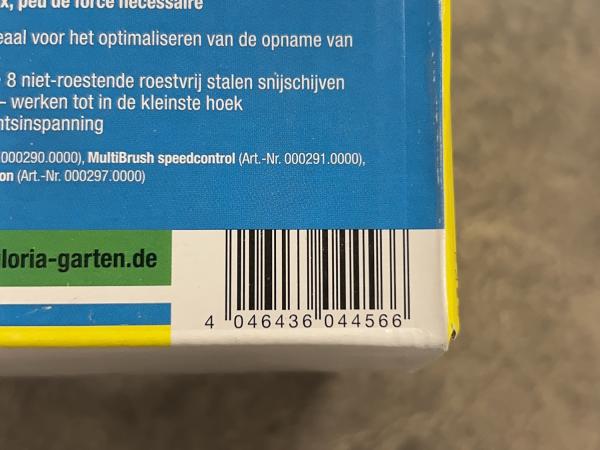 x, peu de force nécessaire
eaal voor het optimaliseren van de opname van
8 niet-roestende roestvrij stalen snijschijven
– werken tot in de kleinste hoek
ntsinspanning
000290.0000), MultiBrush speedcontrol (Art.-Nr. 000291.0000),
on (Art.-Nr. 000297.0000)
gloria-garten.de
4 046436 044566